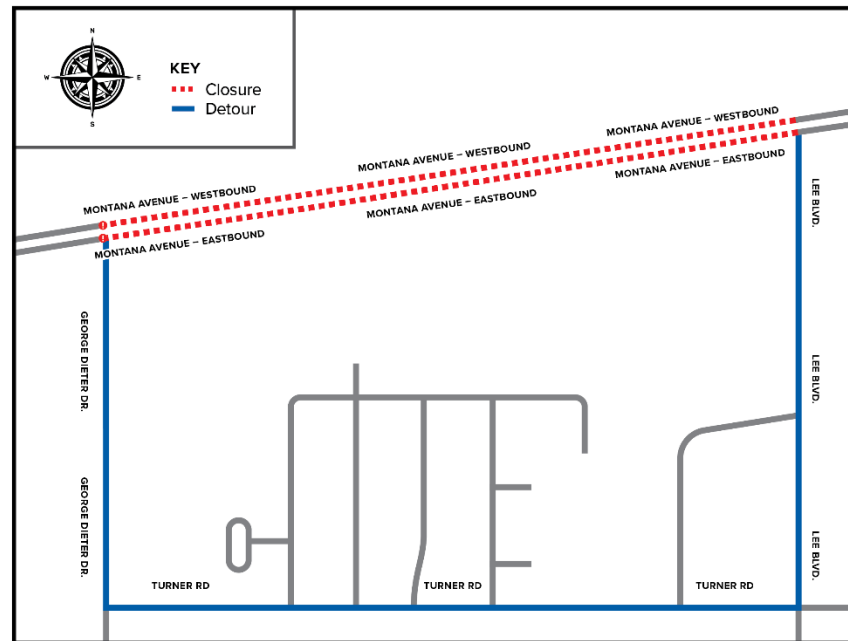 N
W
E
S
KEY
Closure
Detour
MONTANA AVENUE – WESTBOUND
MONTANA AVENUE – WESTBOUND
MONTANA AVENUE – WESTBOUND
MONTANA AVENUE – EASTBOUND
MONTANA AVENUE – EASTBOUND
MONTANA AVENUE – EASTBOUND
LEE BLVD.
GEORGE DIETER DR.
LEE BLVD.
GEORGE DIETER DR.
LEE BLVD.
TURNER RD
TURNER RD
TURNER RD